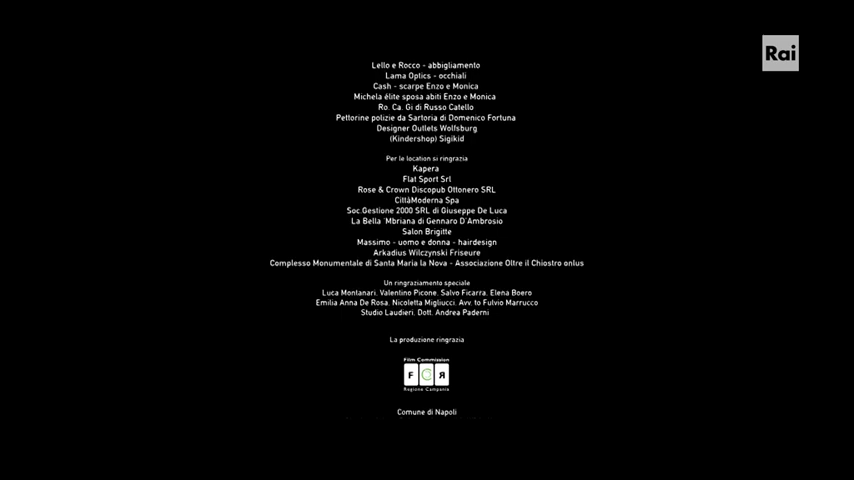 Rai
Lello e Rocco - abbigliamento
Lama Optics - occhiali
Cash - scarpe Enzo e Monica
Michela élite sposa abiti Enzo e Monica
Ro. Ca. Gi di Russo Catello
Pettorine polizie da Sartoria di Domenico Fortuna
Designer Outlets Wolfsburg
(Kindershop) Sigikid
Per le location si ringrazia
Kapera
Flat Sport Srl
Rose & Crown Discopub Ottonero SRL
CittàModerna Spa
Soc.Gestione 2000 SRL di Giuseppe De Luca
La Bella 'Mbriana di Gennaro D'Ambrosio
Salon Brigitte
Massimo - uomo e donna - hairdesign
Arkadius Wilczynski Friseure
Complesso Monumentale di Santa Maria la Nova - Associazione Oltre il Chiostro onlus
Un ringraziamento speciale
Luca Montanari, Valentino Picone, Salvo Ficarra, Elena Boero
Emilia Anna De Rosa, Nicoletta Migliucci, Avv. to Fulvio Marrucco
Studio Laudieri, Dott. Andrea Paderni
La produzione ringrazia
Film Commission
FCR
Regione Campania
Comune di Napoli